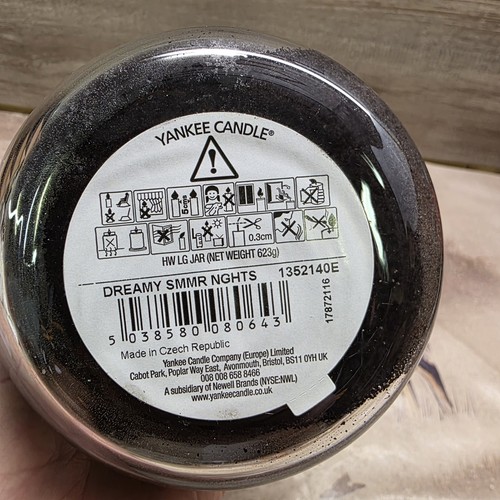 YANKEE CANDLE®
0.3cm
HW LG JAR (NET WEIGHT 623g)
DREAMY SMMR NGHTS 1352140E
5 038580 080643
17872116
Made in Czech Republic
Yankee Candle Company (Europe) Limited
Cabot Park, Poplar Way East, Avonmouth, Bristol, BS11 0YH UK
008 008 658 8466
A subsidiary of Newell Brands (NYSE:NWL)
www.yankeecandle.co.uk